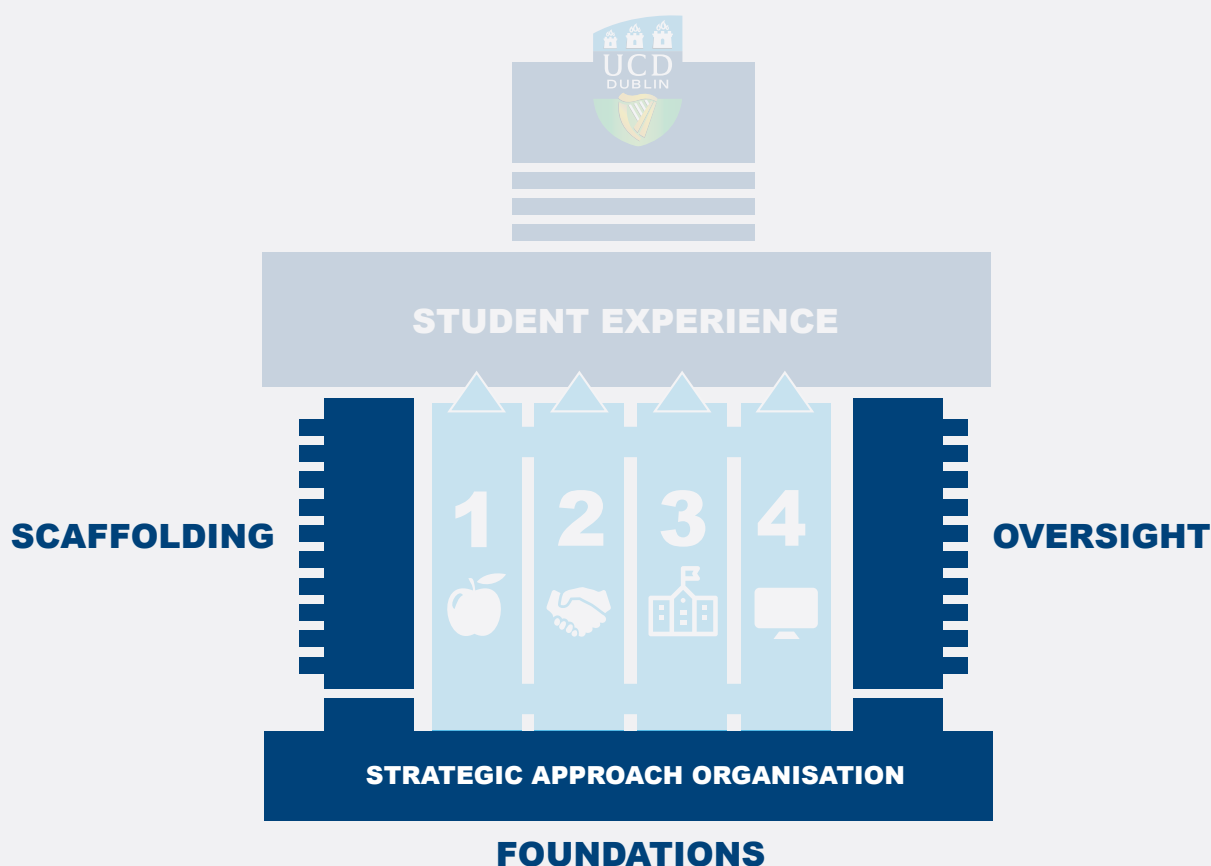 UCD
DUBLIN
STUDENT EXPERIENCE
1 2 3 4
SCAFFOLDING
OVERSIGHT
STRATEGIC APPROACH ORGANISATION
FOUNDATIONS